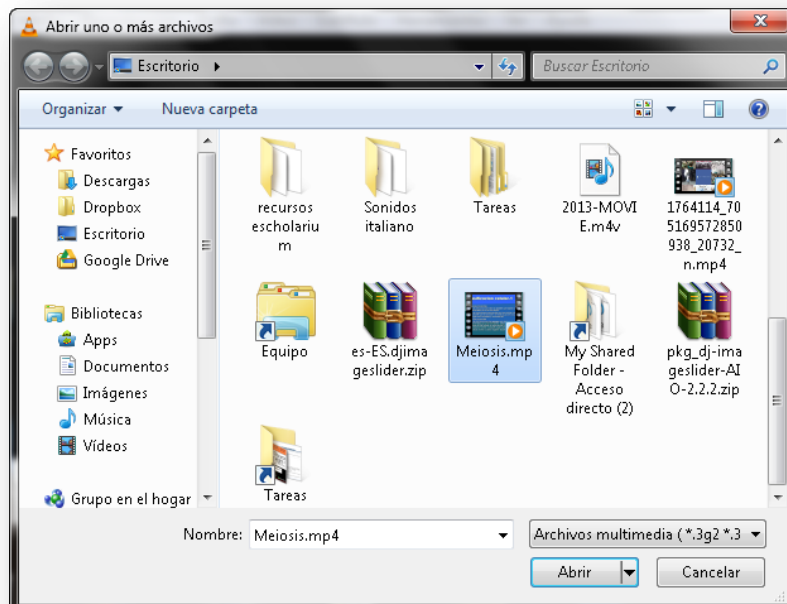 Abrir uno o más archivos
Escritorio
Buscar Escritorio
Organizar
Nueva carpeta
Favoritos
Descargas
Dropbox
Escritorio
Google Drive
Bibliotecas
Apps
Documentos
Imágenes
Música
Vídeos
Grupo en el hogar
recursos
escholariu
m
Sonidos
italiano
Tareas
2013-MOVI
E.m4v
1764114_70
5169572850
938_20732_
n.mp4
Equipo
es-ES.djima
geslider.zip
Meiosis.mp
4
My Shared
Folder -
Acceso
directo (2)
pkg_dj-ima
geslider-AI
O-2.2.2.zip
Tareas
Nombre: Meiosis.mp4
Archivos multimedia ( *.3g2 *.3
Abrir
Cancelar